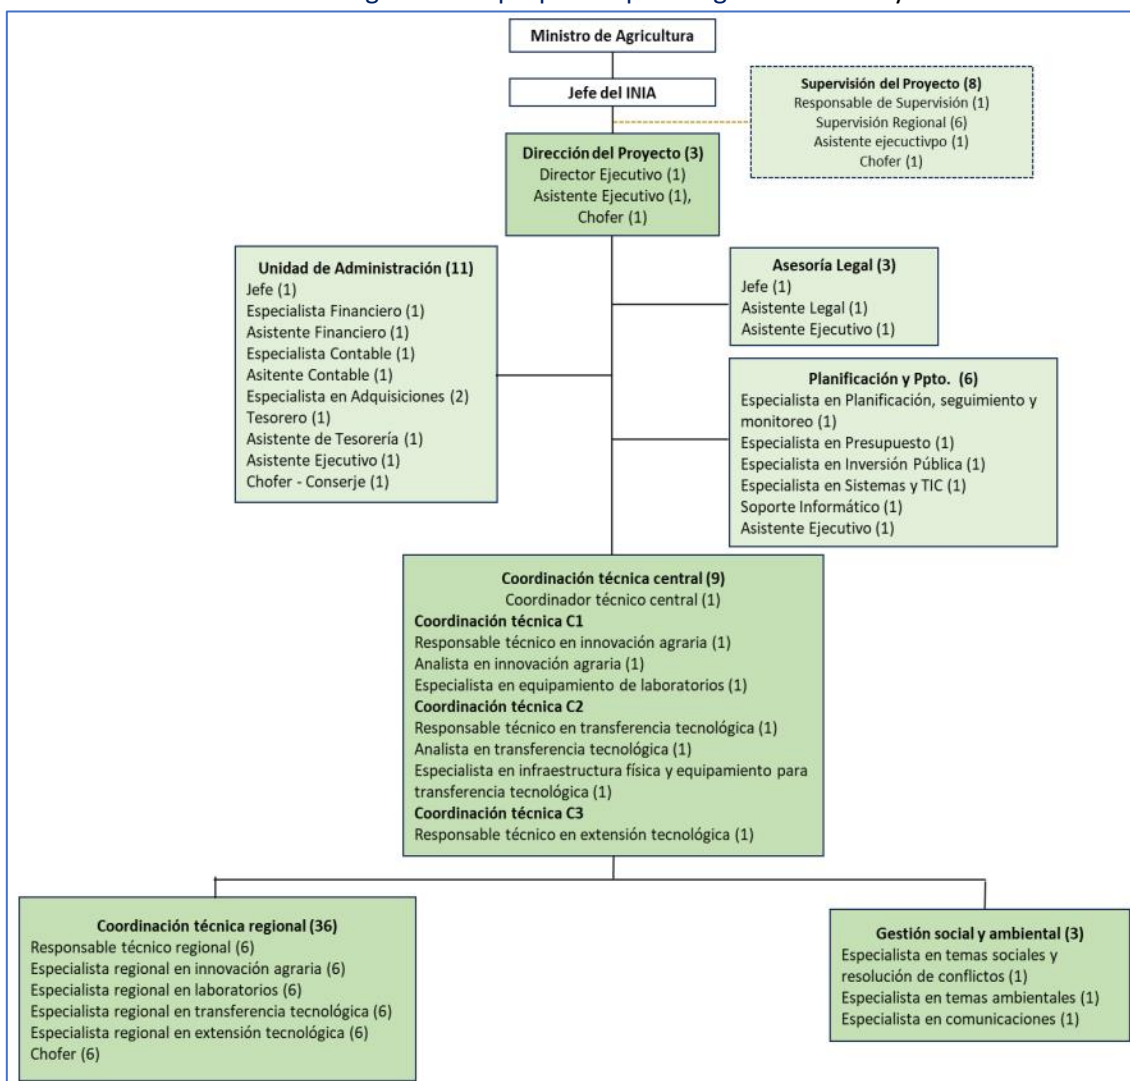 Ministro de Agricultura
Jefe del INIA
Supervisión del Proyecto (8)
Responsable de Supervisión (1)
Supervisión Regional (6)
Asistente ejecuctivpo (1)
Chofer (1)
Dirección del Proyecto (3)
Director Ejecutivo (1)
Asistente Ejecutivo (1),
Chofer (1)
Unidad de Administración (11)
Jefe (1)
Especialista Financiero (1)
Asistente Financiero (1)
Especialista Contable (1)
Asitente Contable (1)
Especialista en Adquisiciones (2)
Tesorero (1)
Asistente de Tesorería (1)
Asistente Ejecutivo (1)
Chofer - Conserje (1)
Asesoría Legal (3)
Jefe (1)
Asistente Legal (1)
Asistente Ejecutivo (1)
Planificación y Ppto. (6)
Especialista en Planificación, seguimiento y
monitoreo (1)
Especialista en Presupuesto (1)
Especialista en Inversión Pública (1)
Especialista en Sistemas y TIC (1)
Soporte Informático (1)
Asistente Ejecutivo (1)
Coordinación técnica central (9)
Coordinador técnico central (1)
Coordinación técnica C1
Responsable técnico en innovación agraria (1)
Analista en innovación agraria (1)
Especialista en equipamiento de laboratorios (1)
Coordinación técnica C2
Responsable técnico en transferencia tecnológica (1)
Analista en transferencia tecnológica (1)
Especialista en infraestructura física y equipamiento para
transferencia tecnológica (1)
Coordinación técnica C3
Responsable técnico en extensión tecnológica (1)
Coordinación técnica regional (36)
Responsable técnico regional (6)
Especialista regional en innovación agraria (6)
Especialista regional en laboratorios (6)
Especialista regional en transferencia tecnológica (6)
Especialista regional en extensión tecnológica (6)
Chofer (6)
Gestión social y ambiental (3)
Especialista en temas sociales y
resolución de conflictos (1)
Especialista en temas ambientales (1)
Especialista en comunicaciones (1)